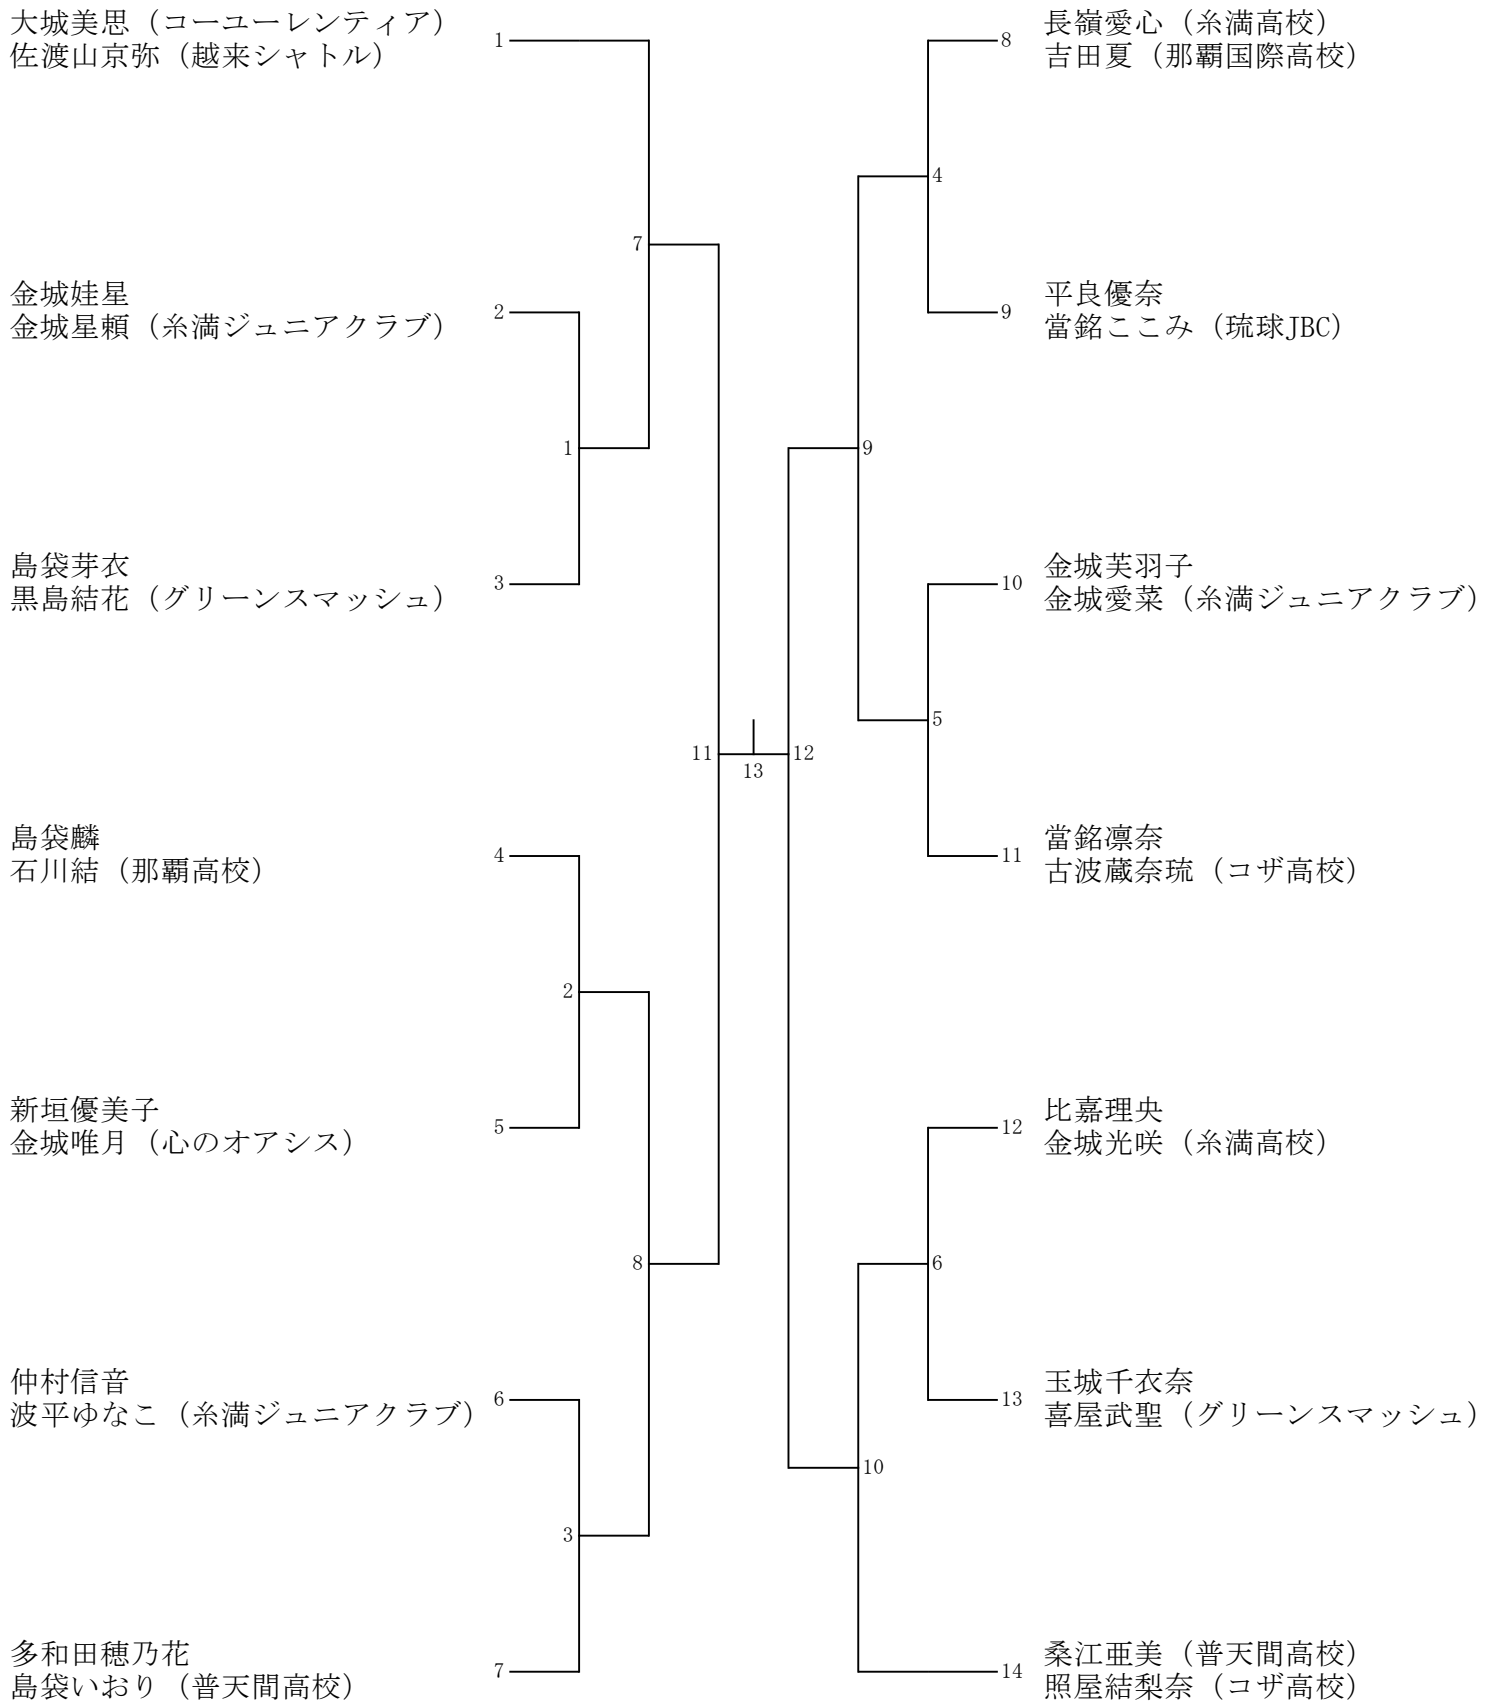 大城美思（コーユーレンティア）
佐渡山京弥（越来シャトル）
1
金城娃星
金城星頼（糸満ジュニアクラブ）
2
島袋芽衣
黒島結花（グリーンスマッシュ）
3
島袋麟
石川結（那覇高校）
4
新垣優美子
金城唯月（心のオアシス）
5
仲村信音
波平ゆなこ（糸満ジュニアクラブ）
6
多和田穂乃花
島袋いおり（普天間高校）
7
1
2
3
7
8
11
13
12
9
10
4
5
6
8
長嶺愛心（糸満高校）
吉田夏（那覇国際高校）
9
平良優奈
當銘ここみ（琉球JBC）
10
金城芙羽子
金城愛菜（糸満ジュニアクラブ）
11
當銘凛奈
古波蔵奈琉（コザ高校）
12
比嘉理央
金城光咲（糸満高校）
13
玉城千衣奈
喜屋武聖（グリーンスマッシュ）
14
桑江亜美（普天間高校）
照屋結梨奈（コザ高校）